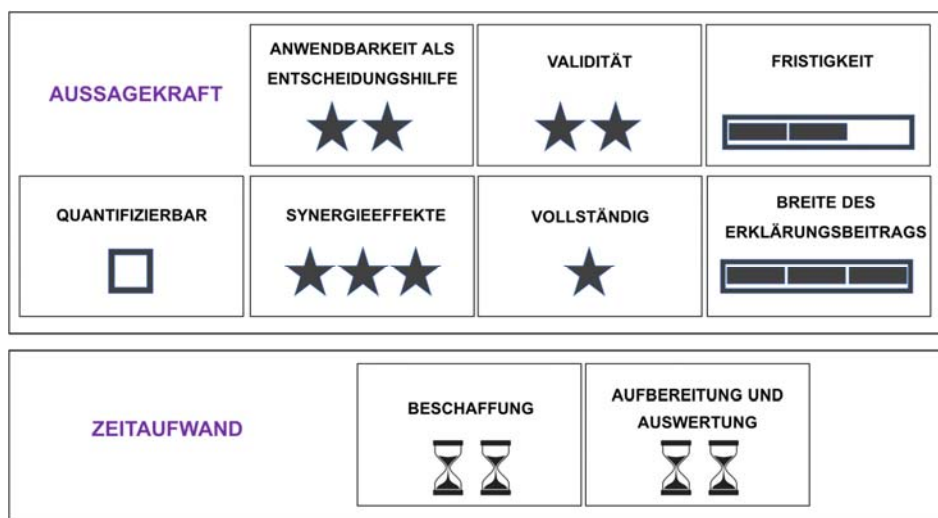 AUSSAGEKRAFT
ANWENDBARKEIT ALS
ENTSCHEIDUNGSHILFE
VALIDITÄT
FRISTIGKEIT
QUANTIFIZIERBAR
SYNERGIEEFFEKTE
VOLLSTÄNDIG
BREITE DES
ERKLÄRUNGSBEITRAGS
ZEITAUFWAND
BESCHAFFUNG
AUFBEREITUNG UND
AUSWERTUNG